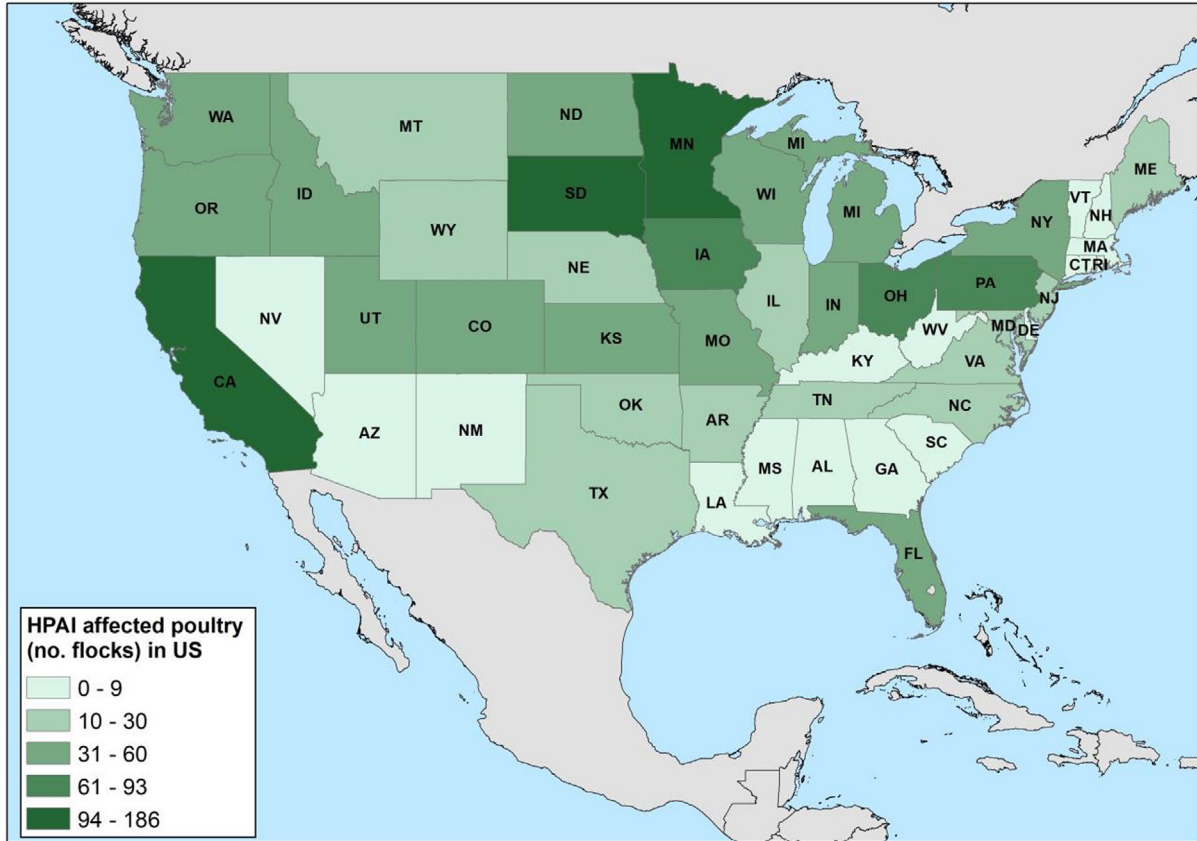 WA
MT
ND
MN
MI
ME
VT
NH
OR
ID
SD
WI
MI
NY
MA
CT
RI
WY
IA
PA
NE
IL
IN
OH
NJ
MD
DE
NV
UT
CO
KS
MO
WV
KY
VA
CA
TN
NC
OK
AR
AZ
NM
SC
MS
AL
GA
TX
LA
FL
HPAI affected poultry
(no. flocks) in US
0 - 9
10 - 30
31 - 60
61 - 93
94 - 186